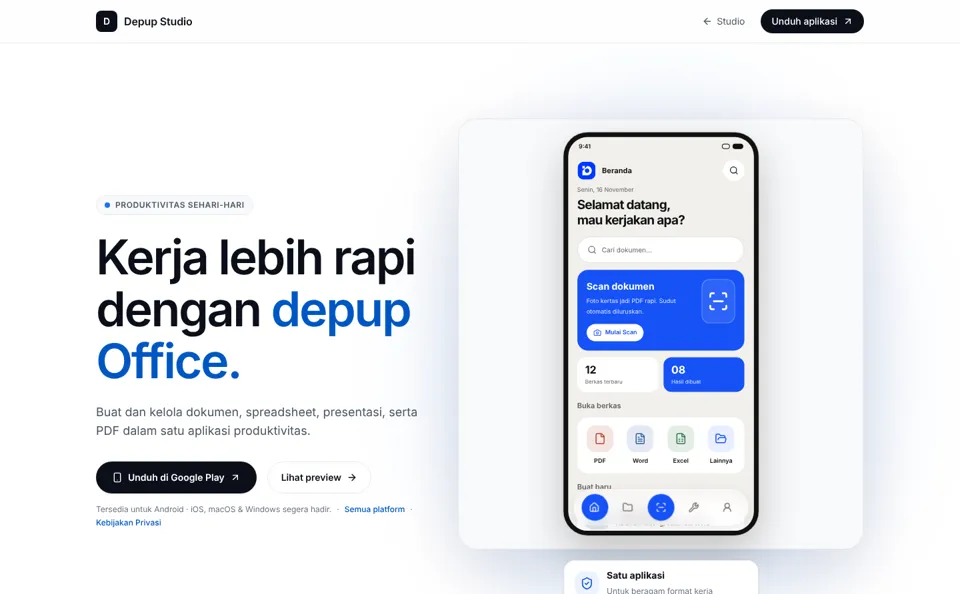 D Depup Studio
← Studio
Unduh aplikasi ↗
PRODUKTIVITAS SEHARI-HARI
Kerja lebih rapi
dengan depup
Office.
Buat dan kelola dokumen, spreadsheet, presentasi, serta
PDF dalam satu aplikasi produktivitas.
Unduh di Google Play ↗
Lihat preview →
Tersedia untuk Android · iOS, macOS & Windows segera hadir. · Semua platform ·
Kebijakan Privasi
9:41
Beranda
Senin, 16 November
Selamat datang,
mau kerjakan apa?
Cari dokumen...
Scan dokumen
Foto kertas jadi PDF rapi. Sudut
otomatis diluruskan.
Mulai Scan
12
Berkas terbaru
08
Hasil dibuat
Buka berkas
PDF
Word
Excel
Lainnya
Buat baru
Satu aplikasi
Untuk beragam format kerja